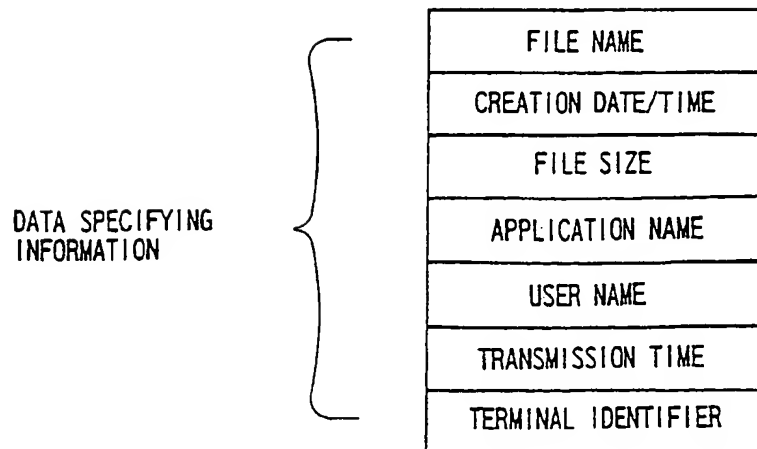 DATA SPECIFYING
INFORMATION
FILE NAME
CREATION DATE/TIME
FILE SIZE
APPLICATION NAME
USER NAME
TRANSMISSION TIME
TERMINAL IDENTIFIER